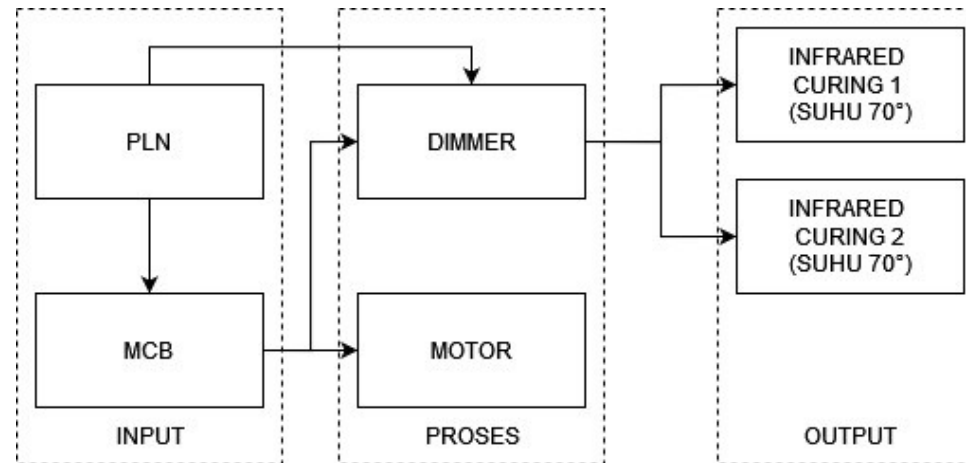 PLN
MCB
INPUT
DIMMER
MOTOR
PROSES
INFRARED
CURING 1
(SUHU 70°)
INFRARED
CURING 2
(SUHU 70°)
OUTPUT